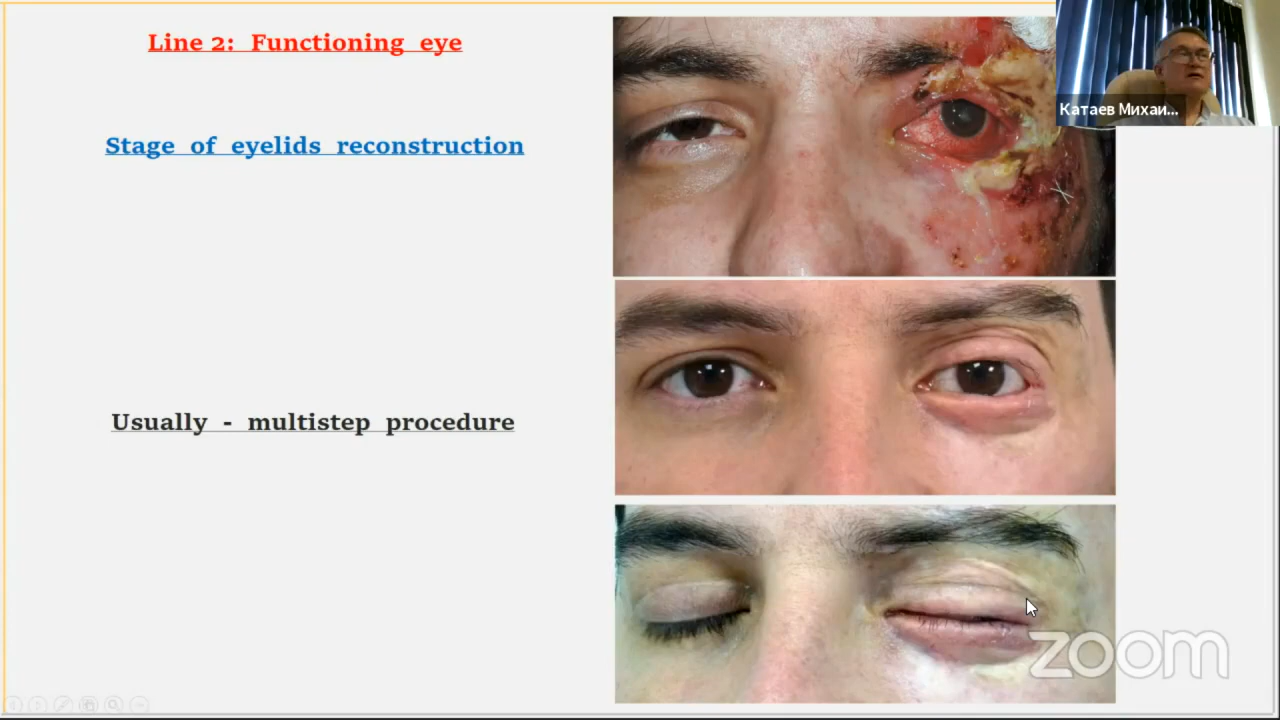 Line 2: Functioning eye
Катаев Михаи...
Stage of eyelids reconstruction
Usually - multistep procedure
zoom